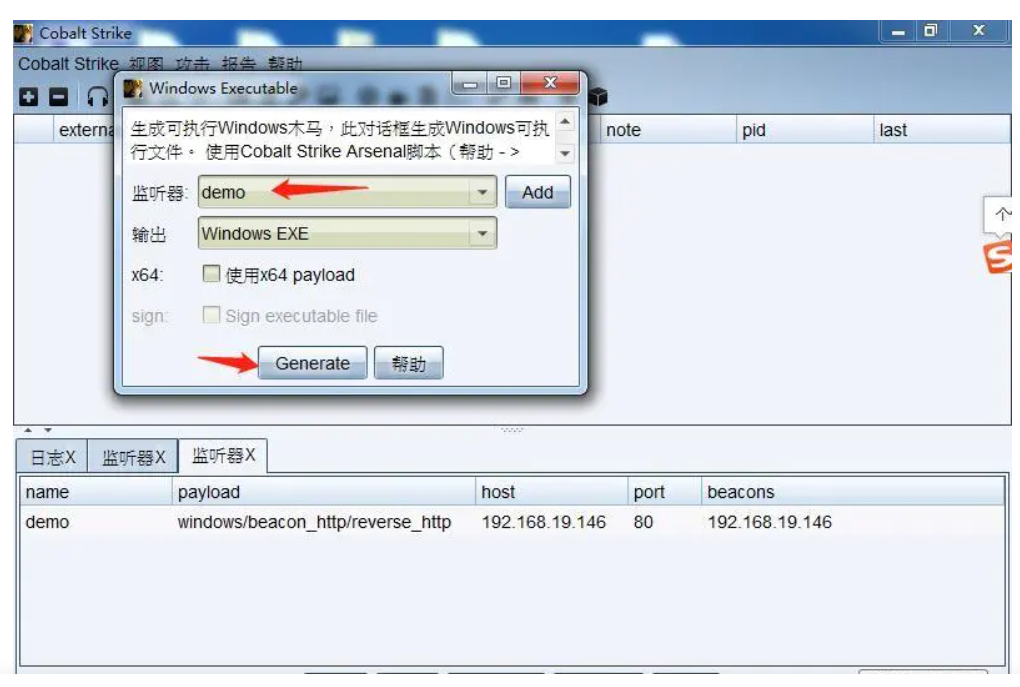 Cobalt Strike
Cobalt Strike 视图 攻击 报告 帮助
Windows Executable
externa
note
pid
last
生成可执行Windows木马，此对话框生成Windows可执
行文件。 使用Cobalt Strike Arsenal脚本（帮助 - >
监听器: demo Add
输出 Windows EXE
x64: 使用x64 payload
sign: Sign executable file
Generate 帮助
个
日志X 监听器X 监听器X
name payload host port beacons
demo windows/beacon_http/reverse_http 192.168.19.146 80 192.168.19.146